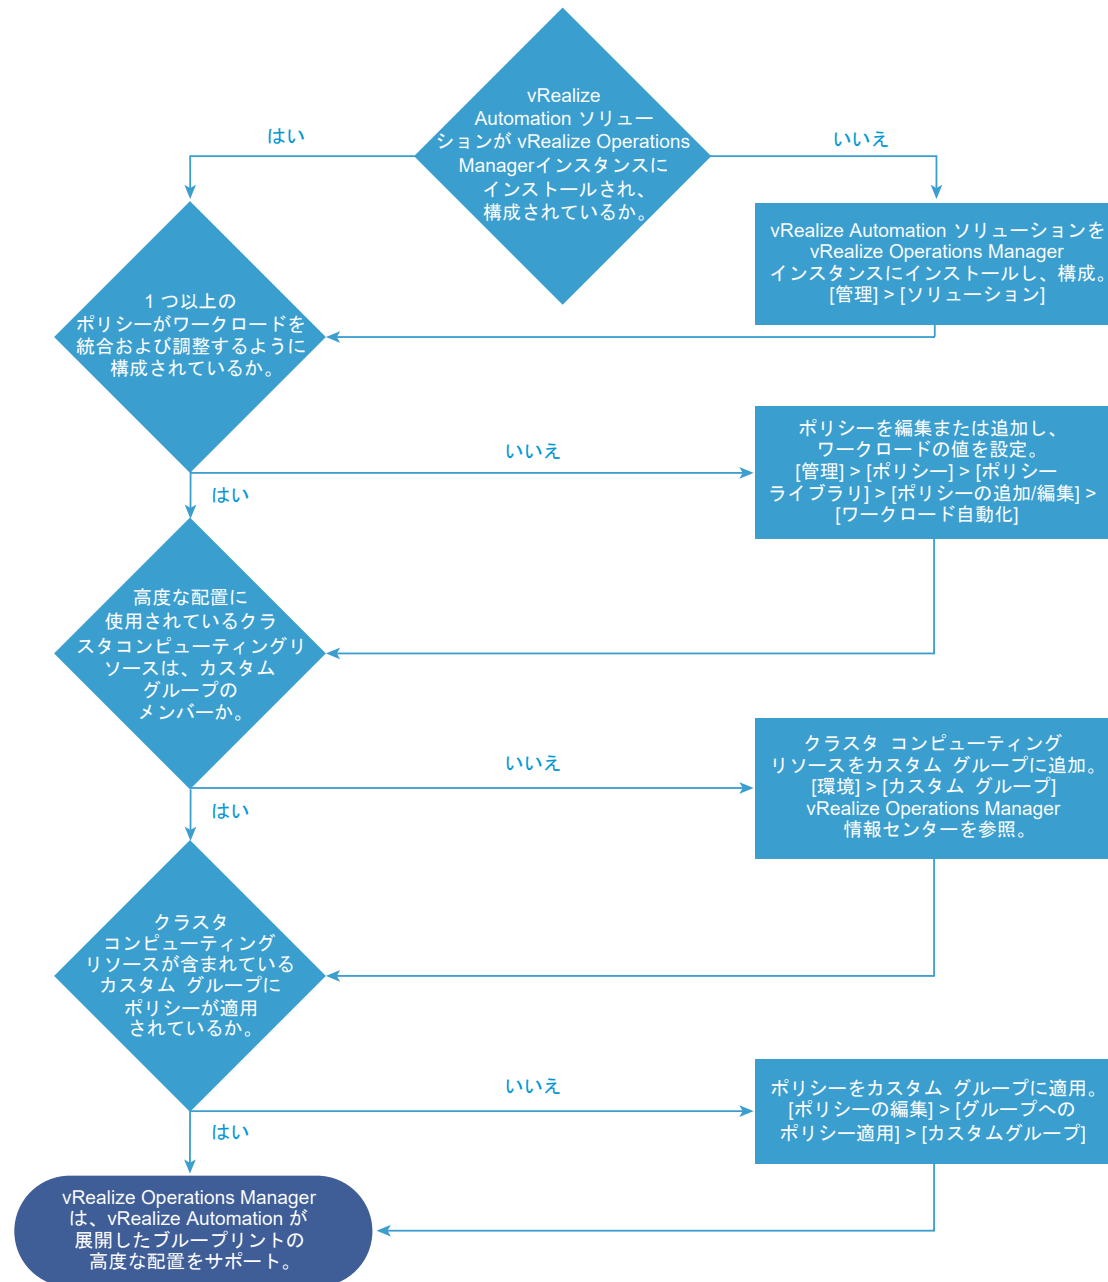 vRealize
Automation ソリュー
ションが vRealize Operations
Managerインスタンスに
インストールされ、
構成されているか。
はい
いいえ
vRealize Automation ソリューションを
vRealize Operations Manager
インスタンスにインストールし、構成。
[管理] > [ソリューション]
1 つ以上の
ポリシーがワークロードを
統合および調整するように
構成されているか。
いいえ
はい
ポリシーを編集または追加し、
ワークロードの値を設定。
[管理] > [ポリシー] > [ポリシー
ライブラリ] > [ポリシーの追加/編集] >
[ワークロード自動化]
高度な配置に
使用されているクラ
スタコンピューティングリ
ソースは、カスタム
グループの
メンバーか。
いいえ
はい
クラスタ コンピューティング
リソースをカスタム グループに追加。
[環境] > [カスタム グループ]
vRealize Operations Manager
情報センターを参照。
クラスタ
コンピューティング
リソースが含まれている
カスタム グループに
ポリシーが適用
されているか。
いいえ
はい
ポリシーをカスタム グループに適用。
[ポリシーの編集] > [グループへの
ポリシー適用] > [カスタムグループ]
vRealize Operations Manager
は、vRealize Automation が
展開したブループリントの
高度な配置をサポート。